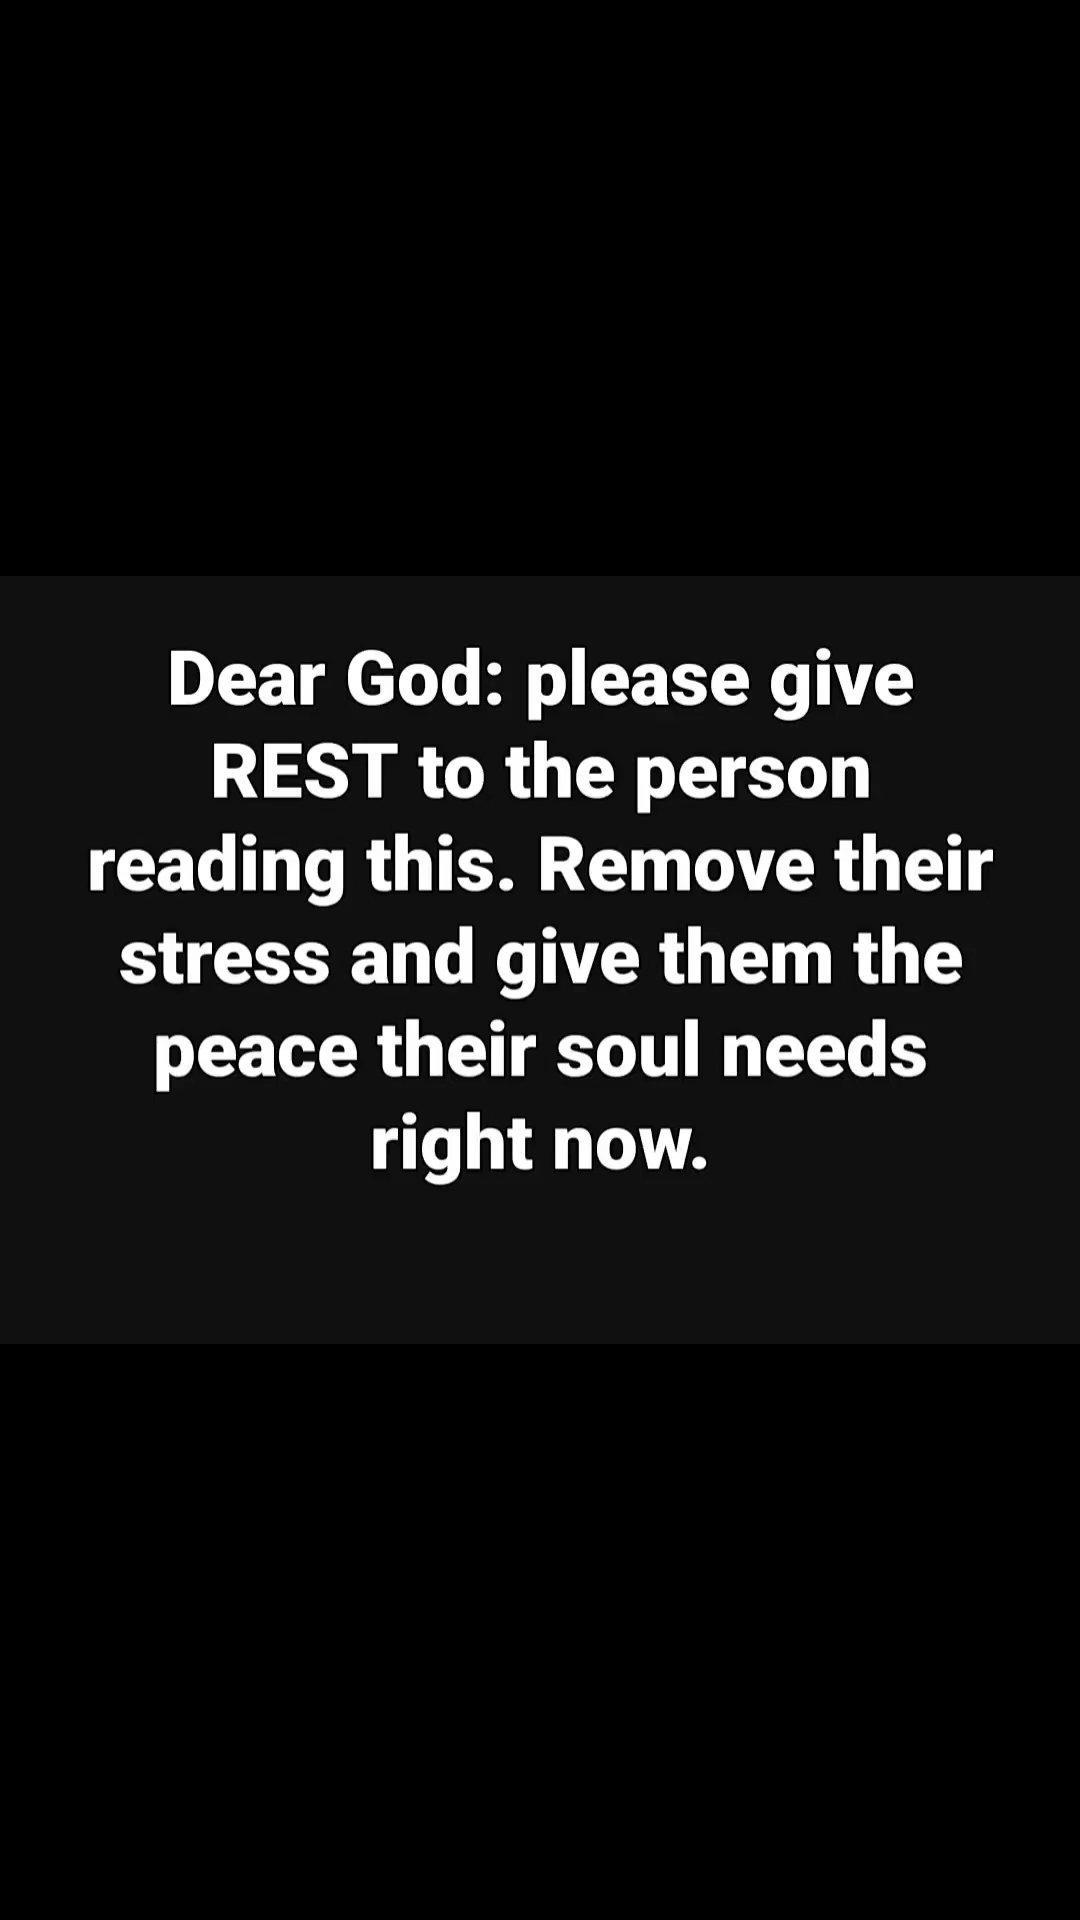 Dear God: please give
REST to the person
reading this. Remove their
stress and give them the
peace their soul needs
right now.